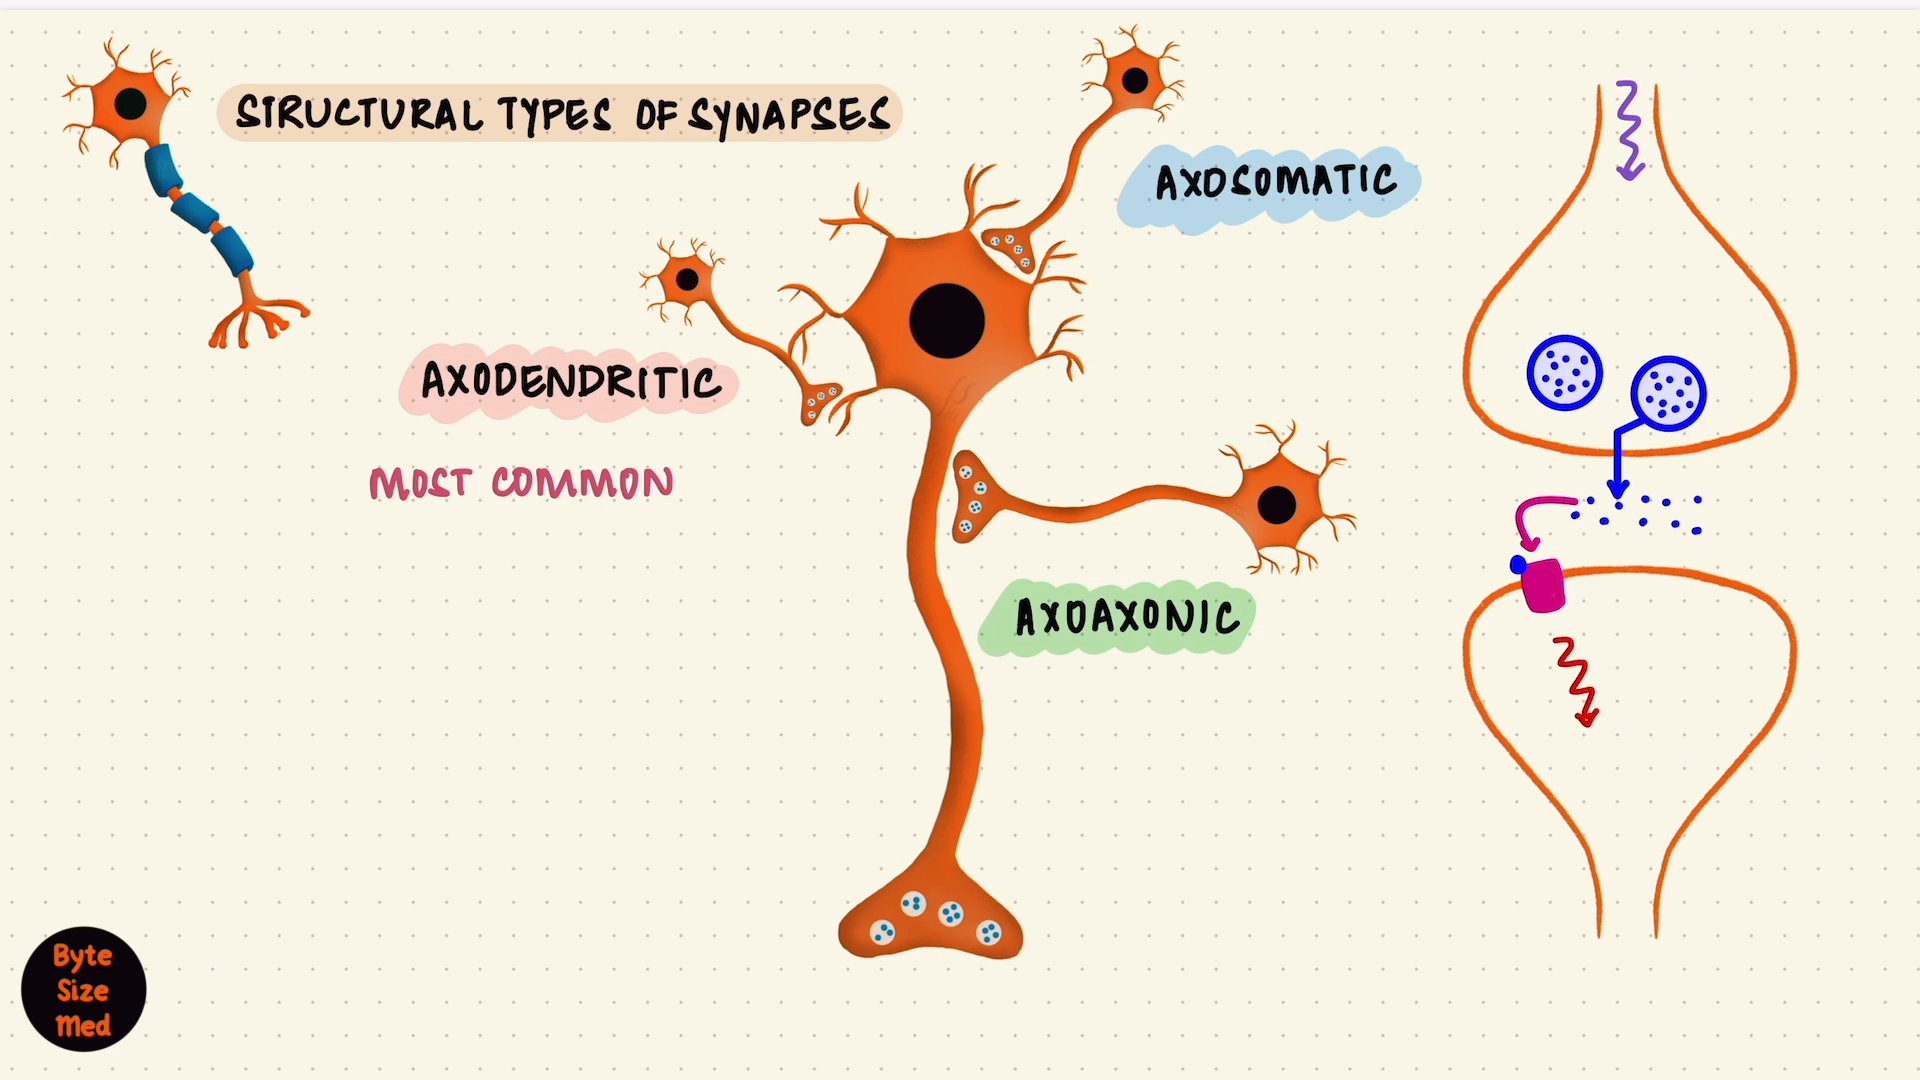 STRUCTURAL TYPES OF SYNAPSES
AXOSOMATIC
AXODENDRITIC
MOST COMMON
AXOAXONIC
Byte
Size
Med